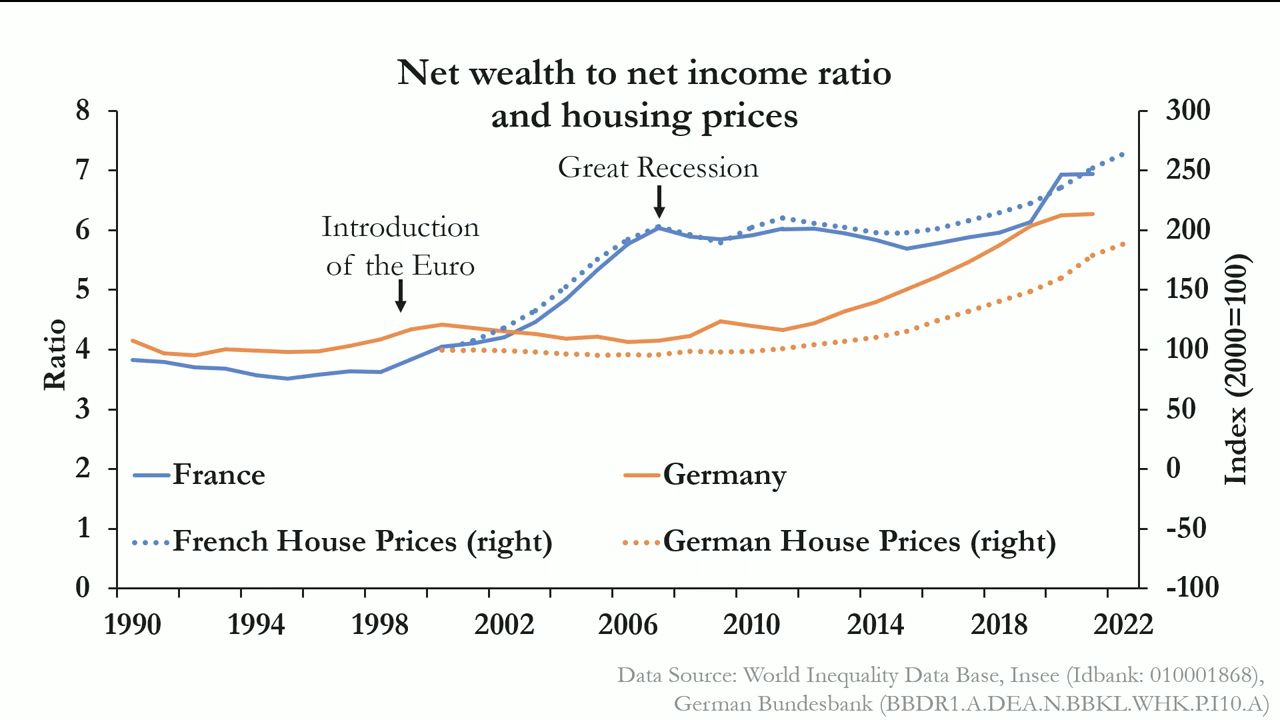 Net wealth to net income ratio
and housing prices
Great Recession
Introduction
of the Euro
8
7
6
5
4
3
2
1
0
Ratio
300
250
200
150
100
50
0
-50
-100
Index (2000=100)
France
Germany
French House Prices (right)
German House Prices (right)
1990
1994
1998
2002
2006
2010
2014
2018
2022
Data Source: World Inequality Data Base, Insee (Idbank: 010001868),
German Bundesbank (BBDR1.A.DEA.N.BBKL.WHK.P.I10.A)